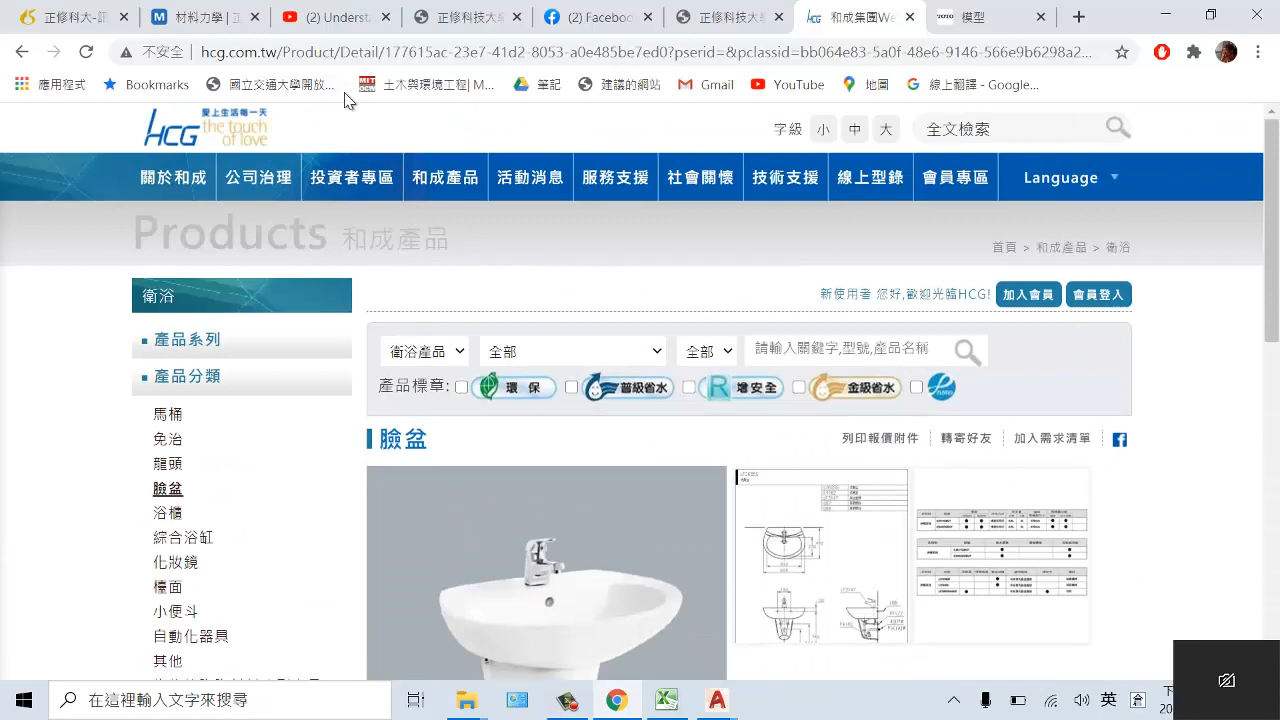 正修科大-訊
材料力學 | 正
(2) Underst
正修科技大學
(2) Faceboo
正修科技大學
和成集團We
模型
不安全
hcg.com.tw/Product/Detail/177615ac-23e7-41d2-8053-a0e485be7ed0?pserid=&pclassid=bb064e83-5a0f-48e6-9146-566e9b6298a2...
應用程式
Bookmarks
國立交通大學開放...
土木與環境工程| M...
筆記
建議的網站
Gmail
YouTube
地圖
線上翻譯 - Google...
愛上生活每一天
HCG the touch of love
字級 小 中 大
全文檢索
關於和成
公司治理
投資者專區
和成產品
活動消息
服務支援
社會關懷
技術支援
線上型錄
會員專區
Language
Products 和成產品
首頁 > 和成產品 > 衛浴
衛浴
產品系列
產品分類
馬桶
免治
龍頭
臉盆
浴櫃
綜合浴缸
化妝鏡
檯面
小便斗
自動化器具
其他
新使用者 您好,歡迎光臨HCG!
加入會員
會員登入
衛浴產品
全部
全部
請輸入關鍵字,型號,產品名稱
產品標章:
環 保
普級省水
增安全
金級省水
臉盆
列印報價附件
轉寄好友
加入需求清單
在這裡輸入文字來搜尋
英
下
20